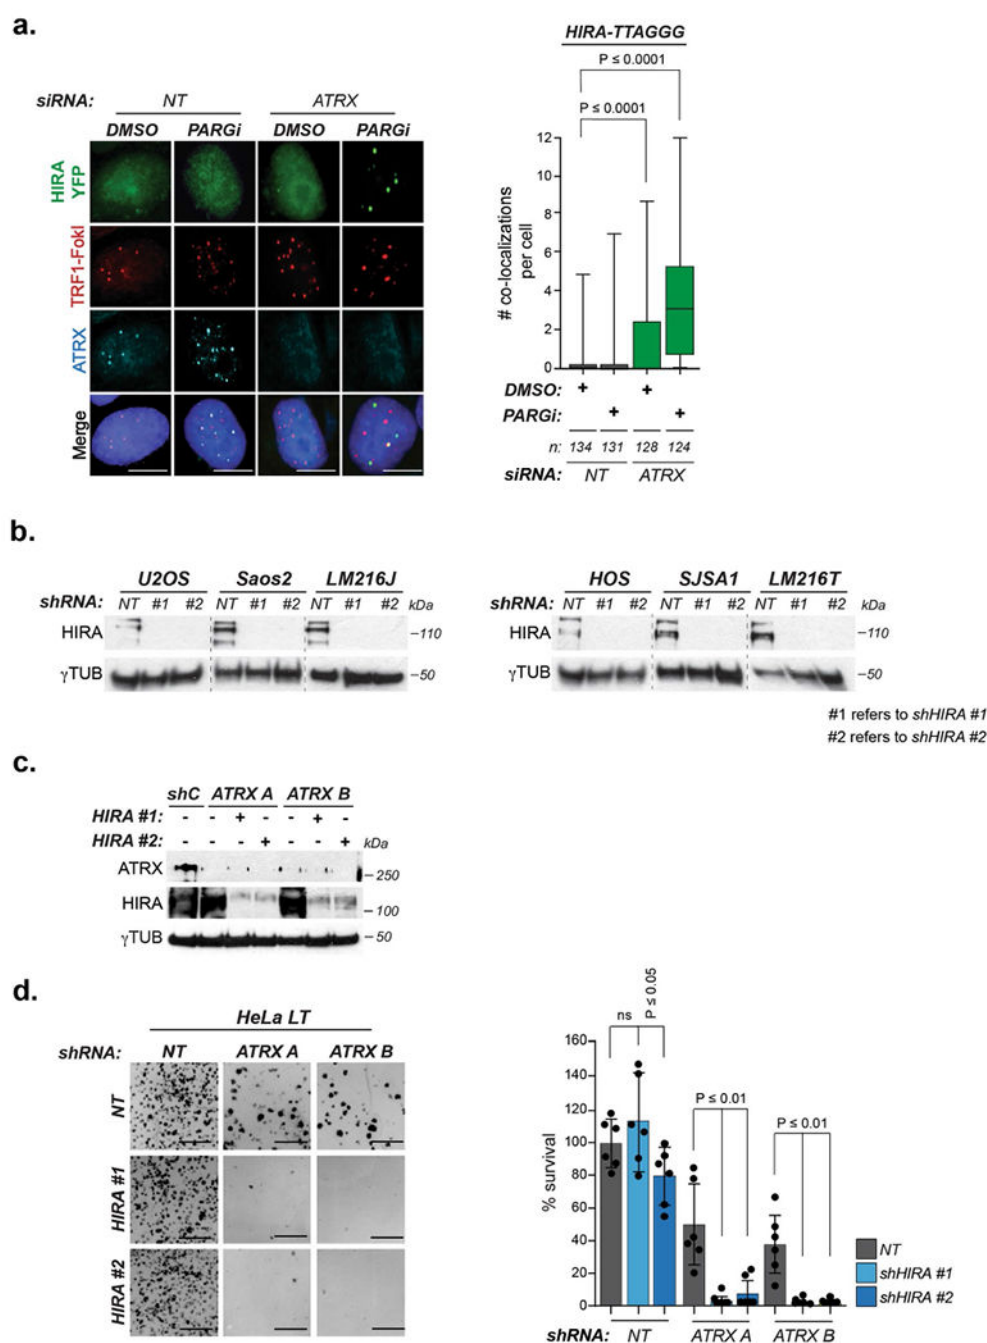 a.
siRNA: NT ATRX
DMSO PARGi DMSO PARGi
HIRA YFP
TRF1-FokI
ATRX
Merge
HIRA-TTAGGG
P ≤ 0.0001
P ≤ 0.0001
# co-localizations per cell
12
10
8
6
4
2
0
DMSO: + +
PARGi: + +
n: 134 131 128 124
siRNA: NT ATRX
b.
U2OS Saos2 LM216J
shRNA: NT #1 #2 NT #1 #2 NT #1 #2 kDa
HIRA –110
γTUB –50
HOS SJSA1 LM216T
shRNA: NT #1 #2 NT #1 #2 NT #1 #2 kDa
HIRA –110
γTUB –50
#1 refers to shHIRA #1
#2 refers to shHIRA #2
c.
shC ATRX A ATRX B
HIRA #1: - - + - - + -
HIRA #2: - - - + - - + kDa
ATRX – 250
HIRA – 100
γTUB – 50
d.
HeLa LT
shRNA: NT ATRX A ATRX B
NT
HIRA #1
HIRA #2
ns
P ≤ 0.05
P ≤ 0.01
P ≤ 0.01
% survival
160
140
120
100
80
60
40
20
0
NT
shHIRA #1
shHIRA #2
shRNA: NT ATRX A ATRX B